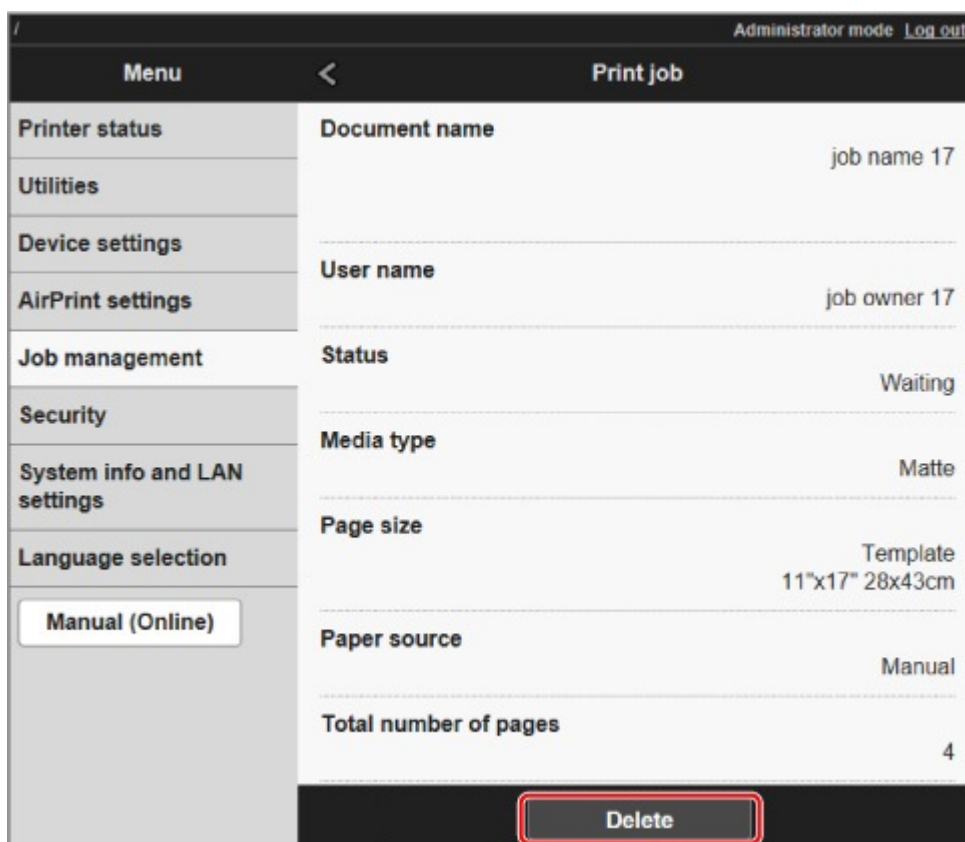 /
Administrator mode Log out
Menu
Printer status
Utilities
Device settings
AirPrint settings
Job management
Security
System info and LAN
settings
Language selection
Manual (Online)
<
Print job
Document name
job name 17
User name
job owner 17
Status
Waiting
Media type
Matte
Page size
Template
11"x17" 28x43cm
Paper source
Manual
Total number of pages
4
Delete